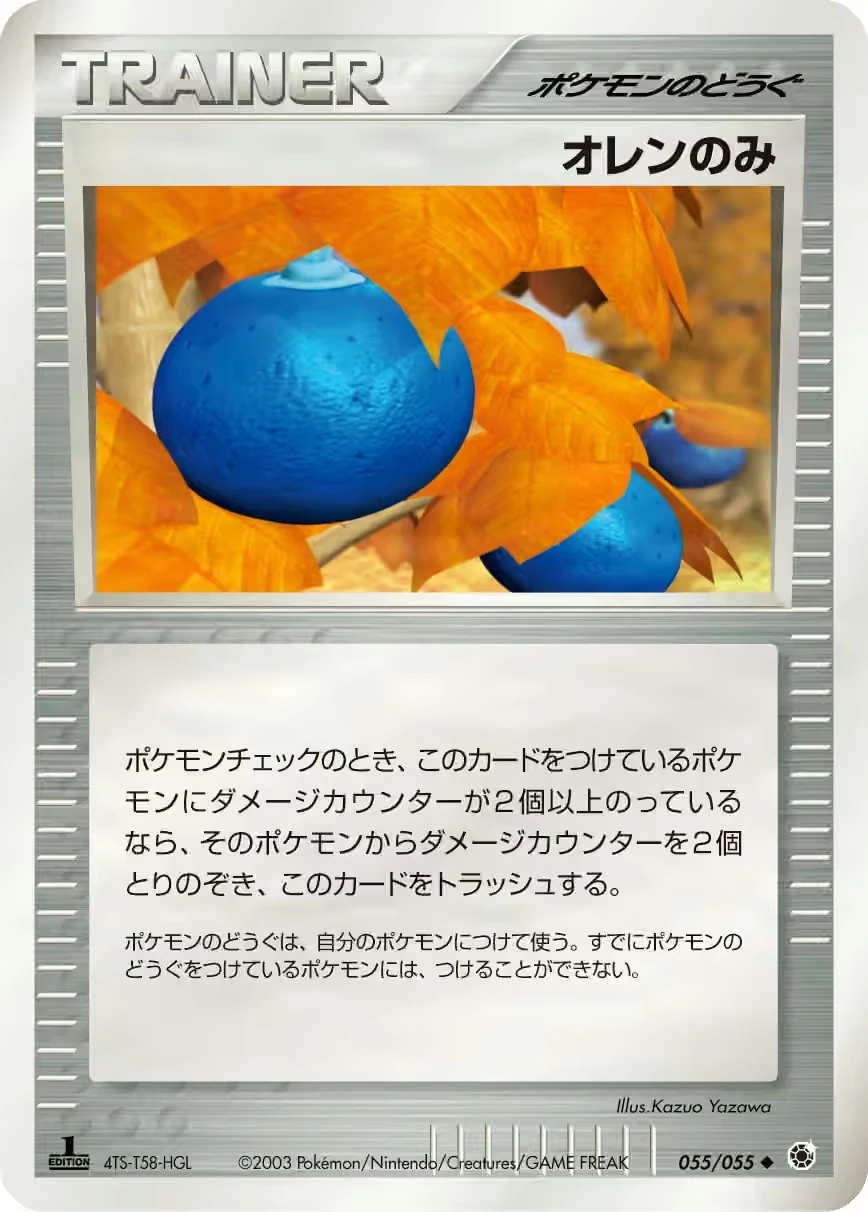 TRAINER
ポケモンのどうぐ
オレンのみ
ポケモンチェックのとき、このカードをつけているポケ
モンにダメージカウンターが2個以上のっている
なら、そのポケモンからダメージカウンターを2個
とりのぞき、このカードをトラッシュする。
ポケモンのどうぐは、自分のポケモンにつけて使う。すでにポケモンの
どうぐをつけているポケモンには、つけることができない。
Illus.Kazuo Yazawa
1 EDITION 4TS-T58-HGL ©2003 Pokémon/Nintendo/Creatures/GAME FREAK 055/055 ◆